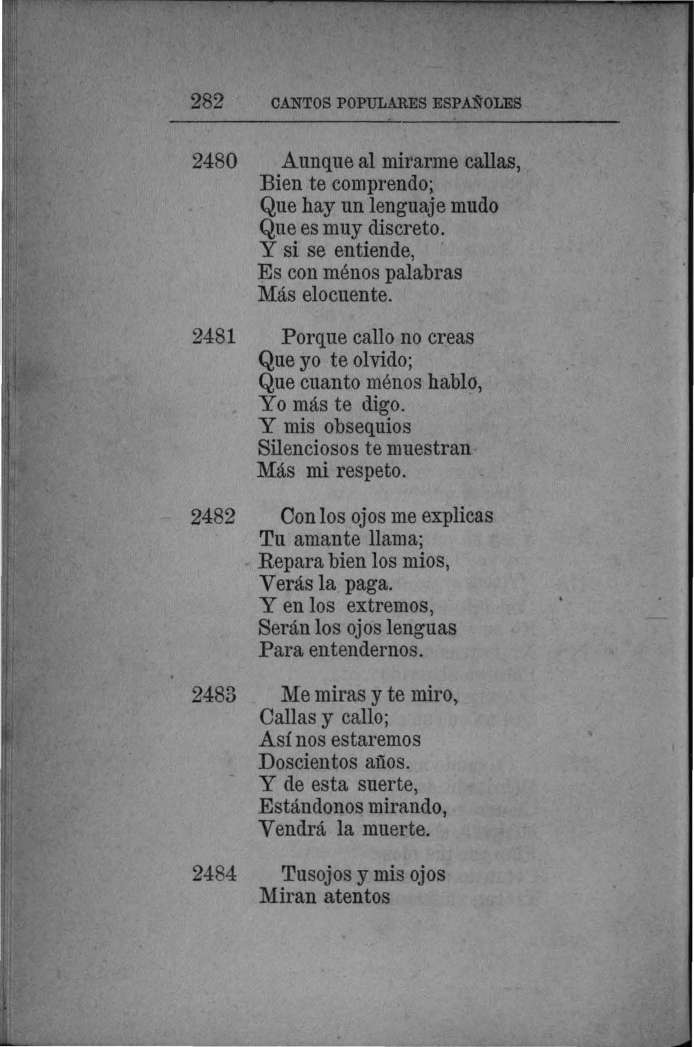 282 CANTOS POPULARES ESPAÑOLES
2480 Aunque al mirarme callas,
Bien te comprendo;
Que hay un lenguaje mudo
Que es muy discreto.
Y si se entiende,
Es con ménos palabras
Más elocuente.
2481 Porque callo no creas
Que yo te olvido;
Que cuanto ménos hablo,
Yo más te digo.
Y mis obsequios
Silenciosos te muestran
Más mi respeto.
2482 Con los ojos me explicas
Tu amante llama;
Repara bien los mios,
Verás la paga.
Y en los extremos,
Serán los ojos lenguas
Para entendernos.
2483 Me miras y te miro,
Callas y callo;
Así nos estaremos
Doscientos años.
Y de esta suerte,
Estándonos mirando,
Vendrá la muerte.
2484 Tusojos y mis ojos
Miran atentos